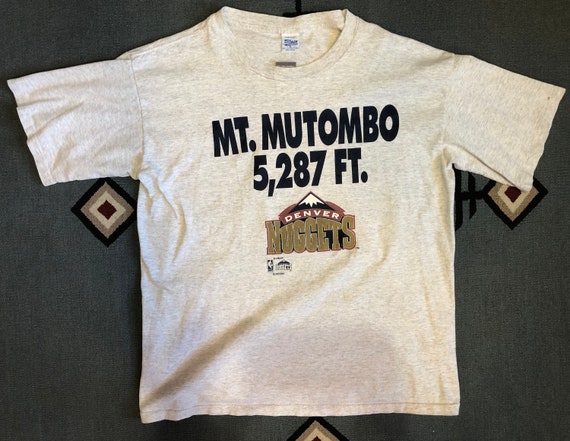 MT. MUTOMBO
5,287 FT.
DENVER
NUGGETS